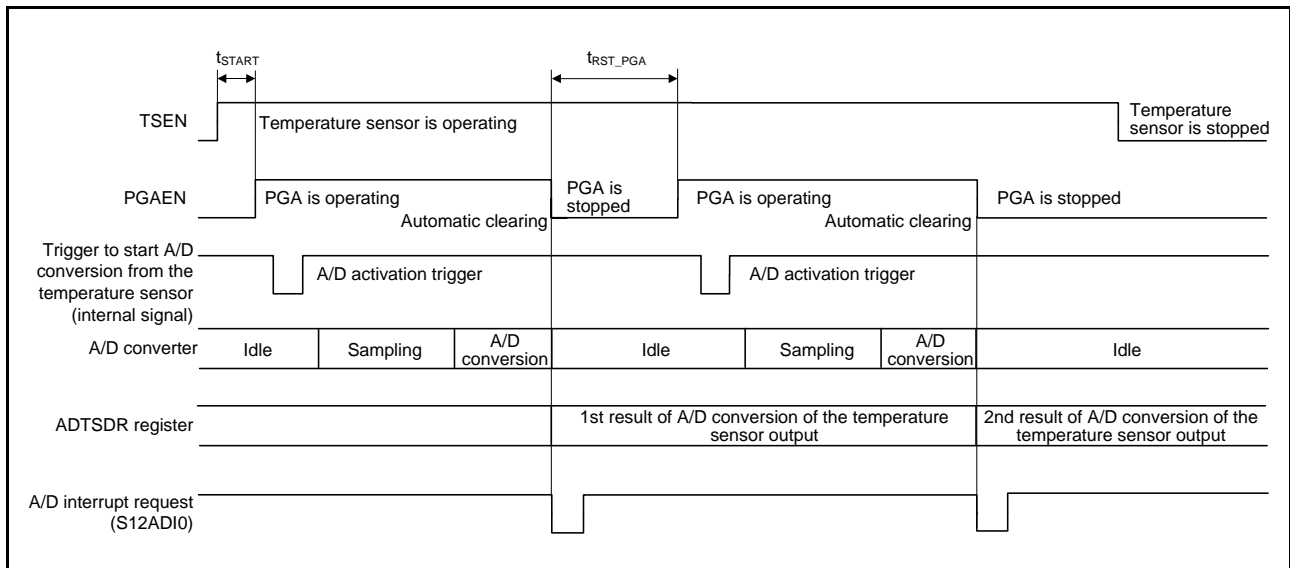 tSTART
tRST_PGA
TSEN
Temperature sensor is operating
Temperature
sensor is stopped
PGAEN
PGA is operating
Automatic clearing
PGA is
stopped
PGA is operating
Automatic clearing
PGA is stopped
Trigger to start A/D
conversion from the
temperature sensor
(internal signal)
A/D activation trigger
A/D activation trigger
A/D converter
Idle
Sampling
A/D
conversion
Idle
Sampling
A/D
conversion
Idle
ADTSDR register
1st result of A/D conversion of the temperature
sensor output
2nd result of A/D conversion of the
temperature sensor output
A/D interrupt request
(S12ADI0)